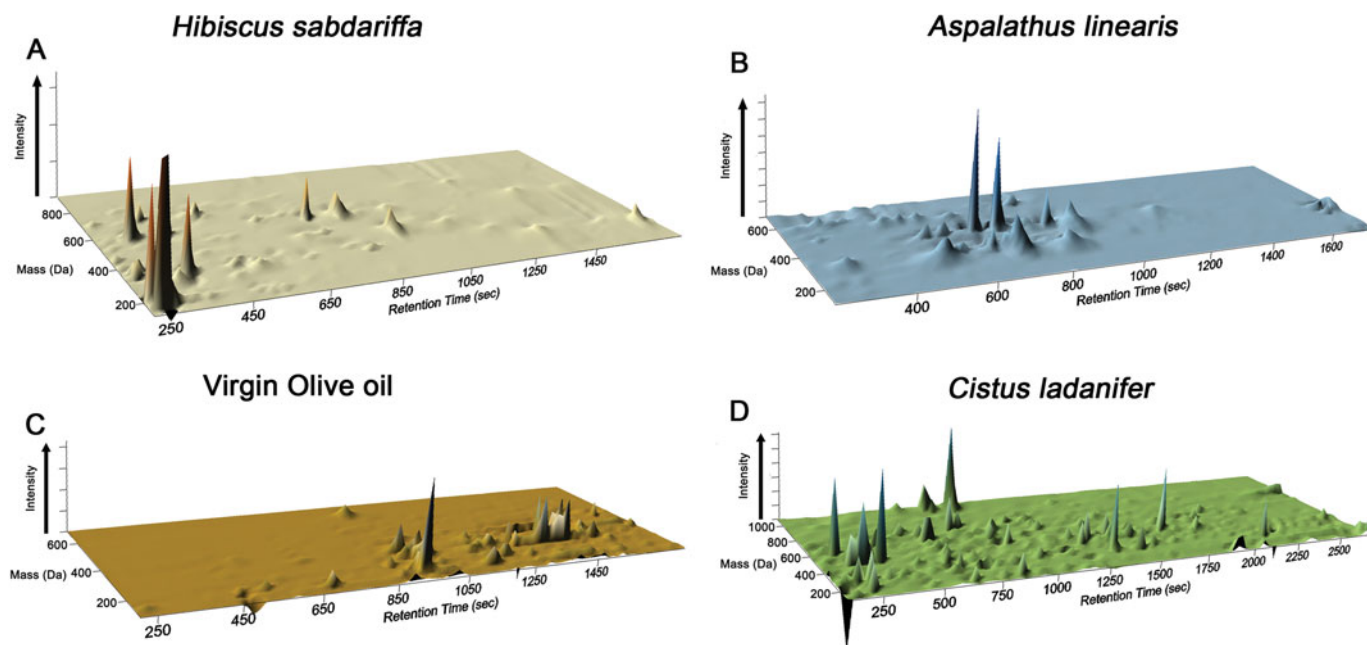 Hibiscus sabdariffa
A
Intensity
800
600
Mass (Da)
400
200
250
450
650
850
1050
1250
1450
Retention Time (sec)
Aspalathus linearis
B
Intensity
600
400
Mass (Da)
200
400
600
800
1000
1200
1400
1600
Retention Time (sec)
Virgin Olive oil
C
Intensity
600
Mass (Da)
400
200
250
450
650
850
1050
1250
1450
Retention Time (sec)
Cistus ladanifer
D
Intensity
1000
800
Mass (Da)
600
400
200
250
500
750
1000
1250
1500
1750
2000
2250
2500
Retention Time (sec)